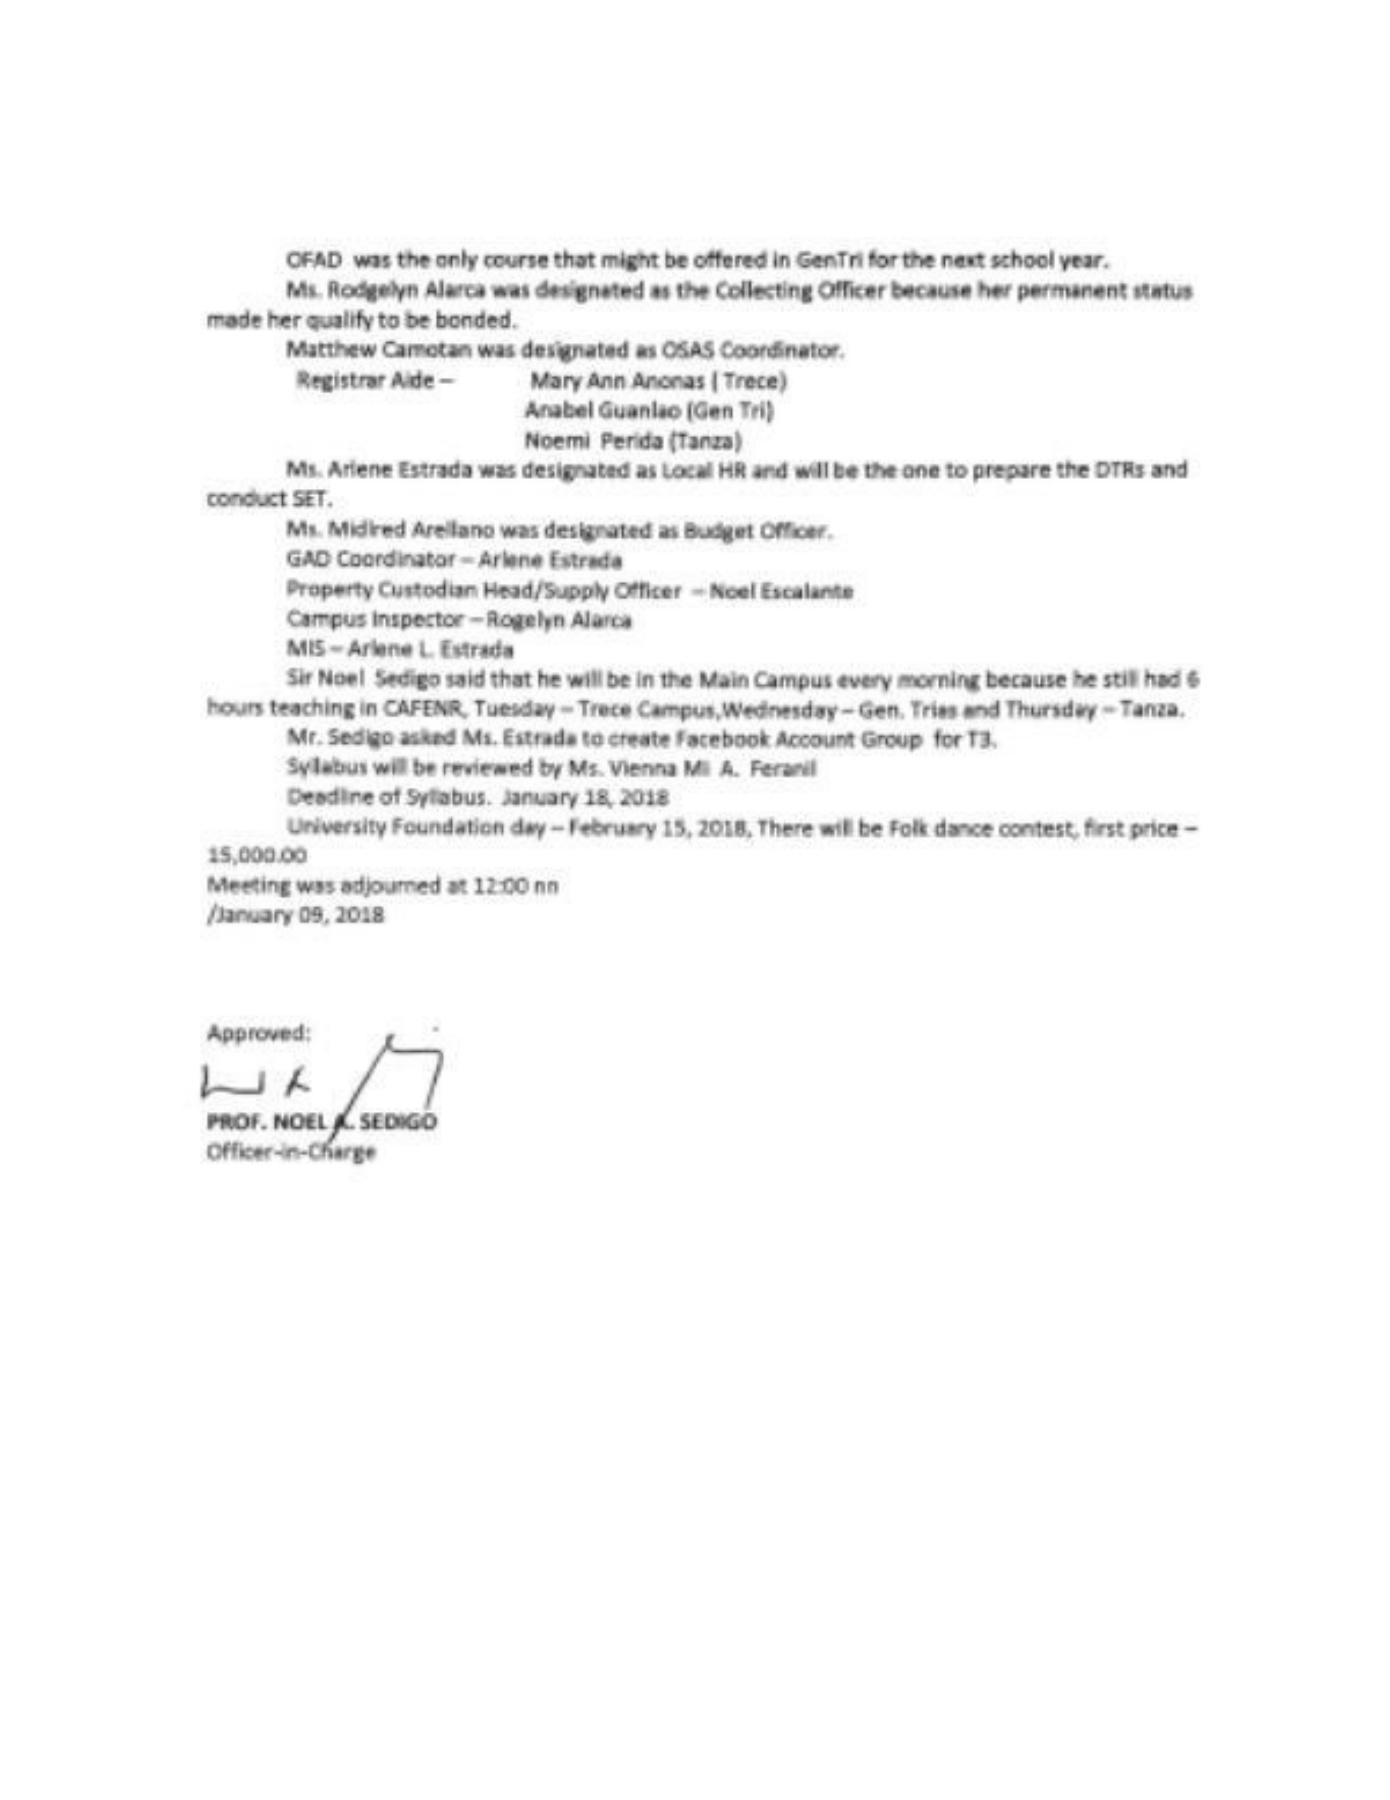 OFAD was the only course that might be offered in GenTri for the next school year.
Ms. Rodgelyn Alarca was designated as the Collecting Officer because her permanent status
made her qualify to be bonded.
Matthew Camotan was designated as OSAS Coordinator.
Registrar Aide – Mary Ann Anonas ( Trece)
Anabel Guanlao (Gen Tri)
Noemi Perida (Tanza)
Ms. Arlene Estrada was designated as Local HR and will be the one to prepare the DTRs and
conduct SET.
Ms. Midlred Arellano was designated as Budget Officer.
GAD Coordinator – Arlene Estrada
Property Custodian Head/Supply Officer – Noel Escalante
Campus Inspector – Rogelyn Alarca
MIS – Arlene L. Estrada
Sir Noel Sedigo said that he will be in the Main Campus every morning because he still had 6
hours teaching in CAFENR, Tuesday – Trece Campus,Wednesday – Gen. Trias and Thursday – Tanza.
Mr. Sedigo asked Ms. Estrada to create Facebook Account Group for T3.
Syllabus will be reviewed by Ms. Vienna Mi A. Feranil
Deadline of Syllabus. January 18, 2018
University Foundation day – February 15, 2018, There will be Folk dance contest, first price –
15,000.00
Meeting was adjourned at 12:00 nn
/January 09, 2018
Approved:
PROF. NOEL A. SEDIGO
Officer-in-Charge